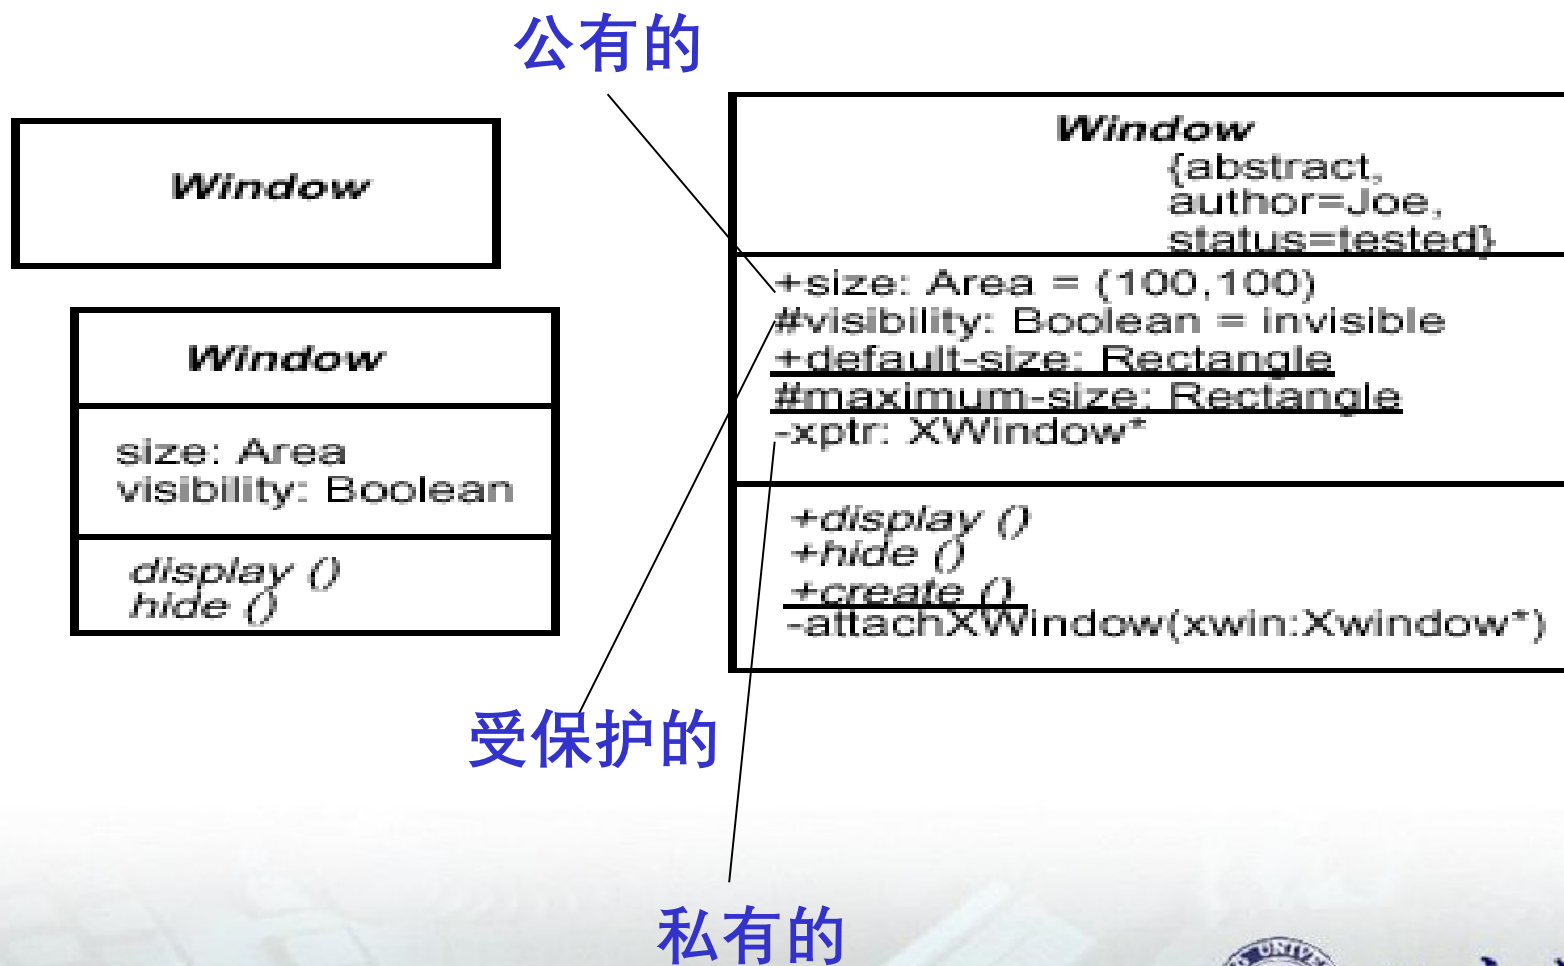 公有的
Window
Window
size: Area
visibility: Boolean
display ()
hide ()
Window
{abstract,
author=Joe,
status=tested}
+size: Area = (100,100)
#visibility: Boolean = invisible
+default-size: Rectangle
#maximum-size: Rectangle
-xptr: XWindow*
+display ()
+hide ()
+create ()
-attachXWindow(xwin:Xwindow*)
受保护的
私有的